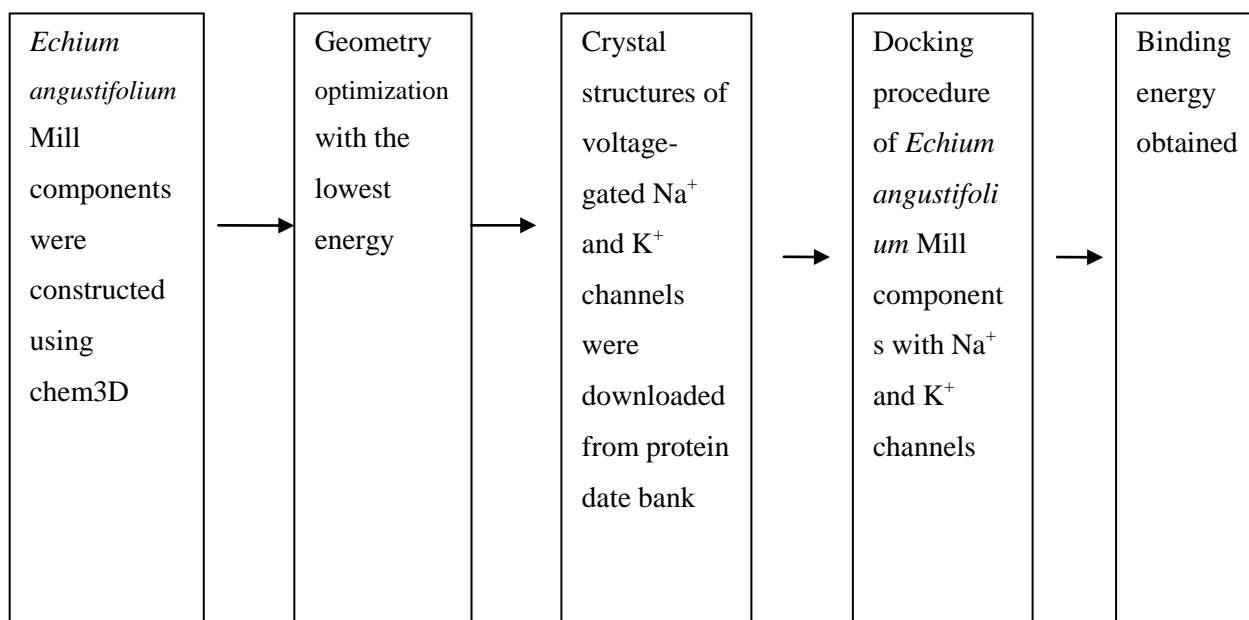 Echium
angustifolium
Mill
components
were
constructed
using
chem3D
Geometry
optimization
with the
lowest
energy
Crystal
structures of
voltage-
gated Na⁺
and K⁺
channels
were
downloaded
from protein
date bank
Docking
procedure
of Echium
angustifoli
um Mill
component
s with Na⁺
and K⁺
channels
Binding
energy
obtained